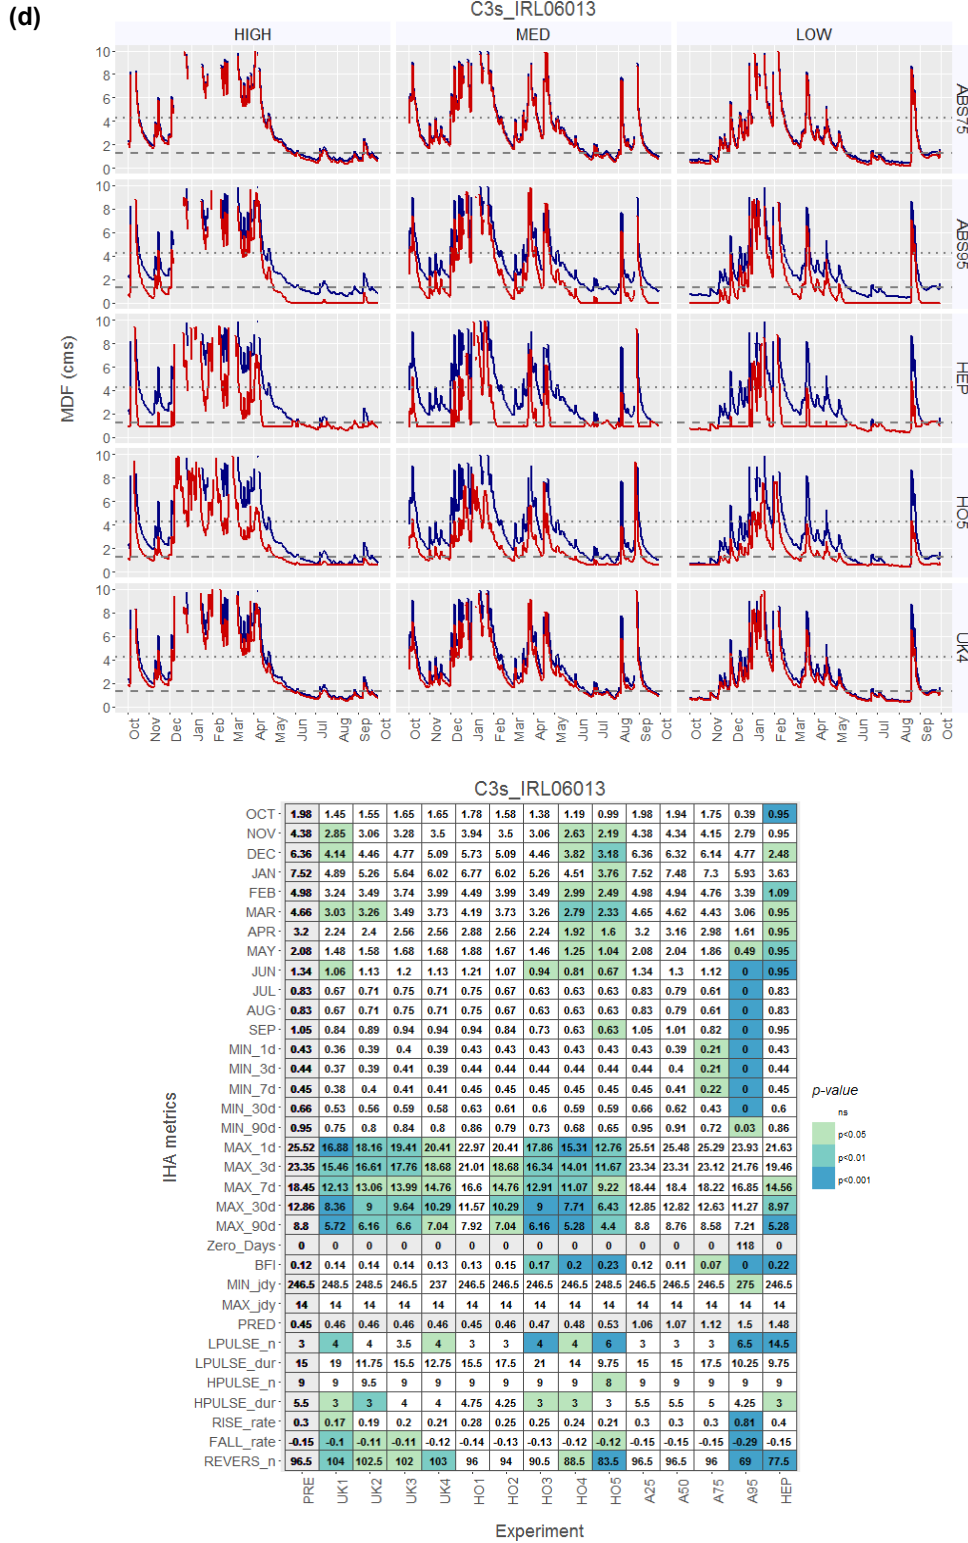 (d)
C3s_IRL06013
HIGH MED LOW
10 8 6 4 2 0 ABS75
10 8 6 4 2 0 ABS95
10 8 6 4 2 0 HEP
10 8 6 4 2 0 HO5
10 8 6 4 2 0 UK4
MDF (cms)
Oct Nov Dec Jan Feb Mar Apr May Jun Jul Aug Sep Oct Oct Nov Dec Jan Feb Mar Apr May Jun Jul Aug Sep Oct Oct Nov Dec Jan Feb Mar Apr May Jun Jul Aug Sep Oct
C3s_IRL06013
OCT 1.98 1.45 1.55 1.65 1.65 1.78 1.58 1.38 1.19 0.99 1.98 1.94 1.75 0.39 0.95
NOV 4.38 2.85 3.06 3.28 3.5 3.94 3.5 3.06 2.63 2.19 4.38 4.34 4.15 2.79 0.95
DEC 6.36 4.14 4.46 4.77 5.09 5.73 5.09 4.46 3.82 3.18 6.36 6.32 6.14 4.77 2.48
JAN 7.52 4.89 5.26 5.64 6.02 6.77 6.02 5.26 4.51 3.76 7.52 7.48 7.3 5.93 3.63
FEB 4.98 3.24 3.49 3.74 3.99 4.49 3.99 3.49 2.99 2.49 4.98 4.94 4.76 3.39 1.09
MAR 4.66 3.03 3.26 3.49 3.73 4.19 3.73 3.26 2.79 2.33 4.65 4.62 4.43 3.06 0.95
APR 3.2 2.24 2.4 2.56 2.56 2.88 2.56 2.24 1.92 1.6 3.2 3.16 2.98 1.61 0.95
MAY 2.08 1.48 1.58 1.68 1.68 1.88 1.67 1.46 1.25 1.04 2.08 2.04 1.86 0.49 0.95
JUN 1.34 1.06 1.13 1.2 1.13 1.21 1.07 0.94 0.81 0.67 1.34 1.3 1.12 0 0.95
JUL 0.83 0.67 0.71 0.75 0.71 0.75 0.67 0.63 0.63 0.63 0.83 0.79 0.61 0 0.83
AUG 0.83 0.67 0.71 0.75 0.71 0.75 0.67 0.63 0.63 0.63 0.83 0.79 0.61 0 0.83
SEP 1.05 0.84 0.89 0.94 0.94 0.94 0.84 0.73 0.63 0.63 1.05 1.01 0.82 0 0.95
MIN_1d 0.43 0.36 0.39 0.4 0.39 0.43 0.43 0.43 0.43 0.43 0.43 0.39 0.21 0 0.43
MIN_3d 0.44 0.37 0.39 0.41 0.39 0.44 0.44 0.44 0.44 0.44 0.44 0.4 0.21 0 0.44
MIN_7d 0.45 0.38 0.4 0.41 0.41 0.45 0.45 0.45 0.45 0.45 0.45 0.41 0.22 0 0.45
MIN_30d 0.66 0.53 0.56 0.59 0.58 0.63 0.61 0.6 0.59 0.59 0.66 0.62 0.43 0 0.6
MIN_90d 0.95 0.75 0.8 0.84 0.8 0.86 0.79 0.73 0.68 0.65 0.95 0.91 0.72 0.03 0.86
MAX_1d 25.52 16.88 18.16 19.41 20.41 22.97 20.41 17.86 15.31 12.76 25.51 25.48 25.29 23.93 21.63
MAX_3d 23.35 15.46 16.61 17.76 18.68 21.01 18.68 16.34 14.01 11.67 23.34 23.31 23.12 21.76 19.46
MAX_7d 18.45 12.13 13.06 13.99 14.76 16.6 14.76 12.91 11.07 9.22 18.44 18.4 18.22 16.85 14.56
MAX_30d 12.86 8.36 9 9.64 10.29 11.57 10.29 9 7.71 6.43 12.85 12.82 12.63 11.27 8.97
MAX_90d 8.8 5.72 6.16 6.6 7.04 7.92 7.04 6.16 5.28 4.4 8.8 8.76 8.58 7.21 5.28
Zero_Days 0 0 0 0 0 0 0 0 0 0 0 0 0 118 0
BFI 0.12 0.14 0.14 0.14 0.13 0.13 0.15 0.17 0.2 0.23 0.12 0.11 0.07 0 0.22
MIN_jdy 246.5 248.5 248.5 246.5 237 246.5 246.5 246.5 246.5 248.5 246.5 246.5 246.5 275 246.5
MAX_jdy 14 14 14 14 14 14 14 14 14 14 14 14 14 14 14
PRED 0.45 0.46 0.46 0.46 0.46 0.45 0.46 0.47 0.48 0.53 1.06 1.07 1.12 1.5 1.48
LPULSE_n 3 4 4 3.5 4 3 3 4 4 6 3 3 3 6.5 14.5
LPULSE_dur 15 19 11.75 15.5 12.75 15.5 17.5 21 14 9.75 15 15 17.5 10.25 9.75
HPULSE_n 9 9 9.5 9 9 9 9 9 9 8 9 9 9 9 9
HPULSE_dur 5.5 3 3 4 4 4.75 4.25 3 3 3 5.5 5.5 5 4.25 3
RISE_rate 0.3 0.17 0.19 0.2 0.21 0.28 0.25 0.25 0.24 0.21 0.3 0.3 0.3 0.81 0.4
FALL_rate -0.15 -0.1 -0.11 -0.11 -0.12 -0.14 -0.13 -0.13 -0.12 -0.12 -0.15 -0.15 -0.15 -0.29 -0.15
REVERS_n 96.5 104 102.5 102 103 96 94 90.5 88.5 83.5 96.5 96.5 96 69 77.5
PRE UK1 UK2 UK3 UK4 HO1 HO2 HO3 HO4 HO5 A25 A50 A75 A95 HEP
IHA metrics
Experiment
p-value
ns
p<0.05
p<0.01
p<0.001